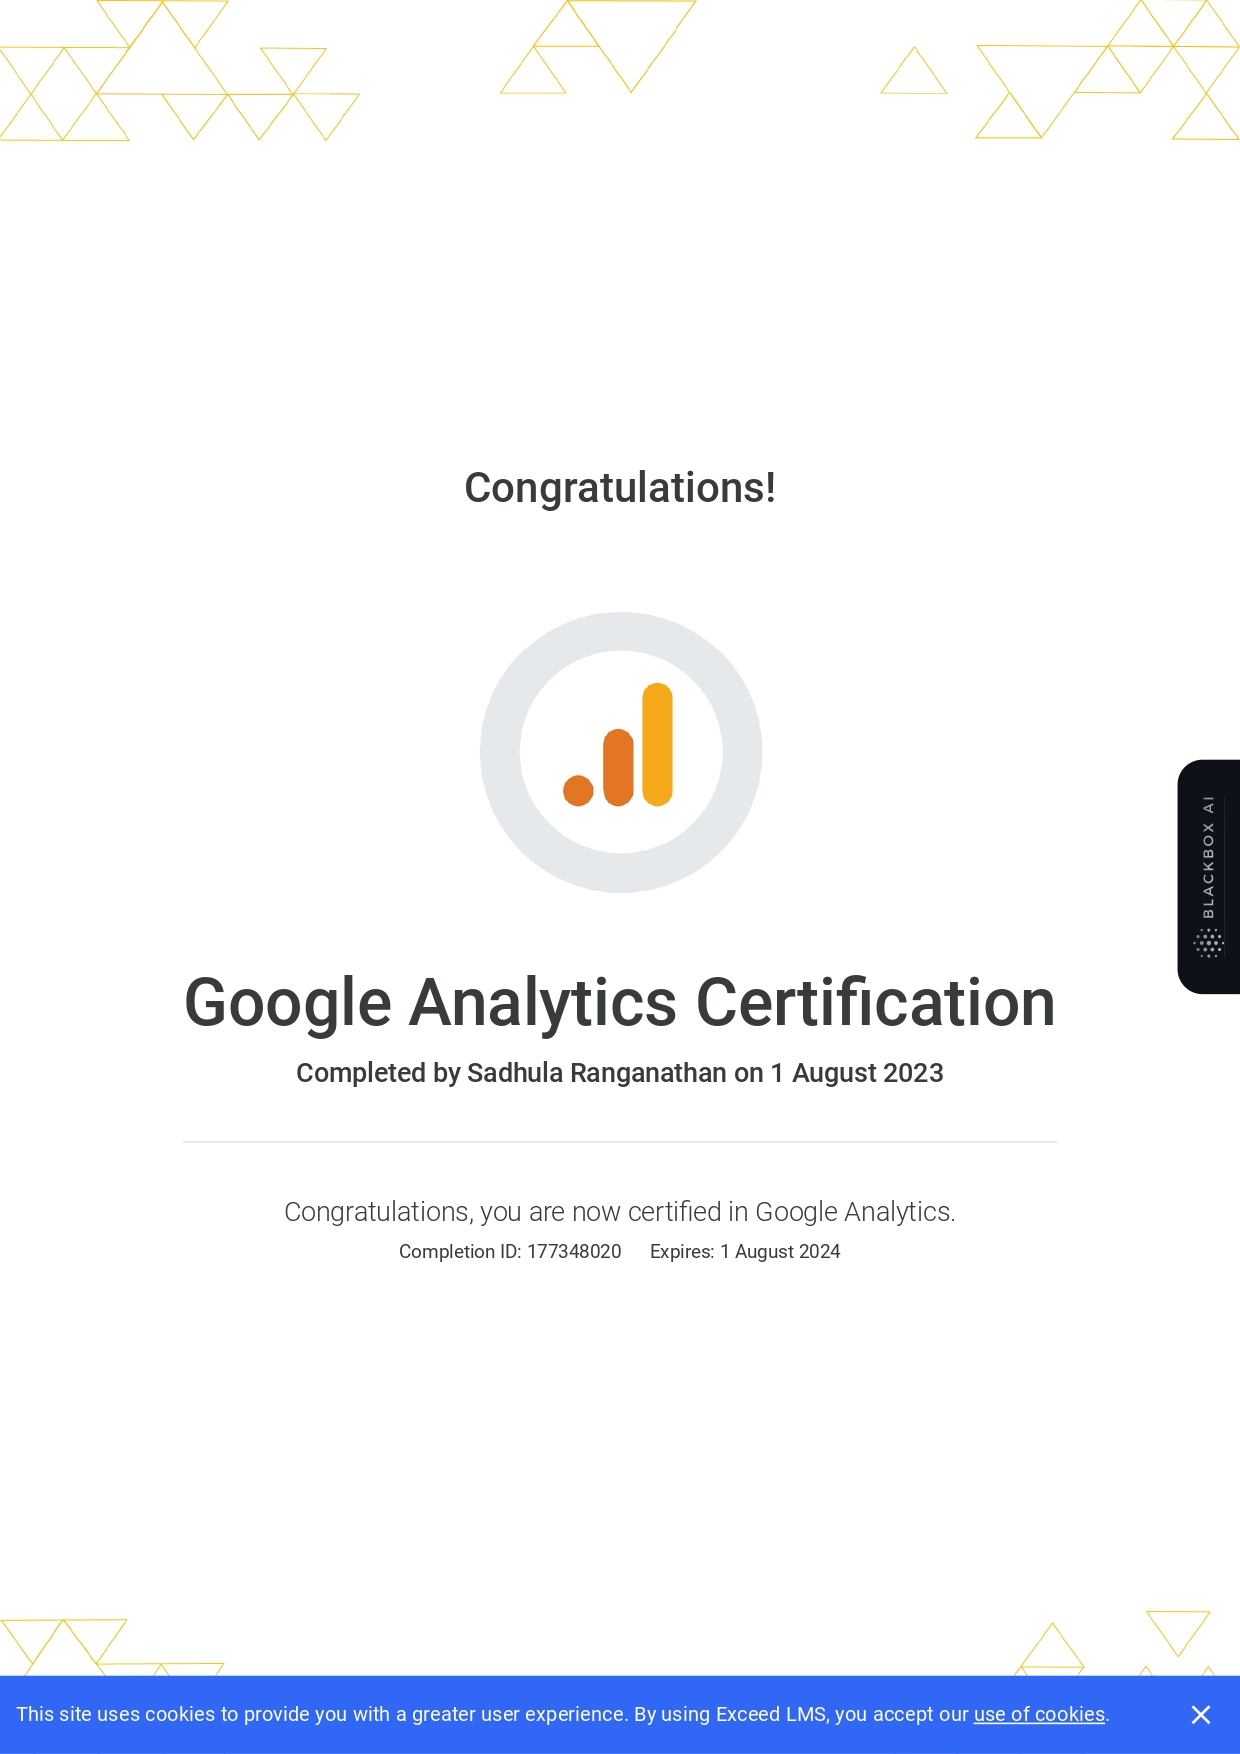 Congratulations!
BLACKBOX AI
Google Analytics Certification
Completed by Sadhula Ranganathan on 1 August 2023
Congratulations, you are now certified in Google Analytics.
Completion ID: 177348020 Expires: 1 August 2024
This site uses cookies to provide you with a greater user experience. By using Exceed LMS, you accept our use of cookies.